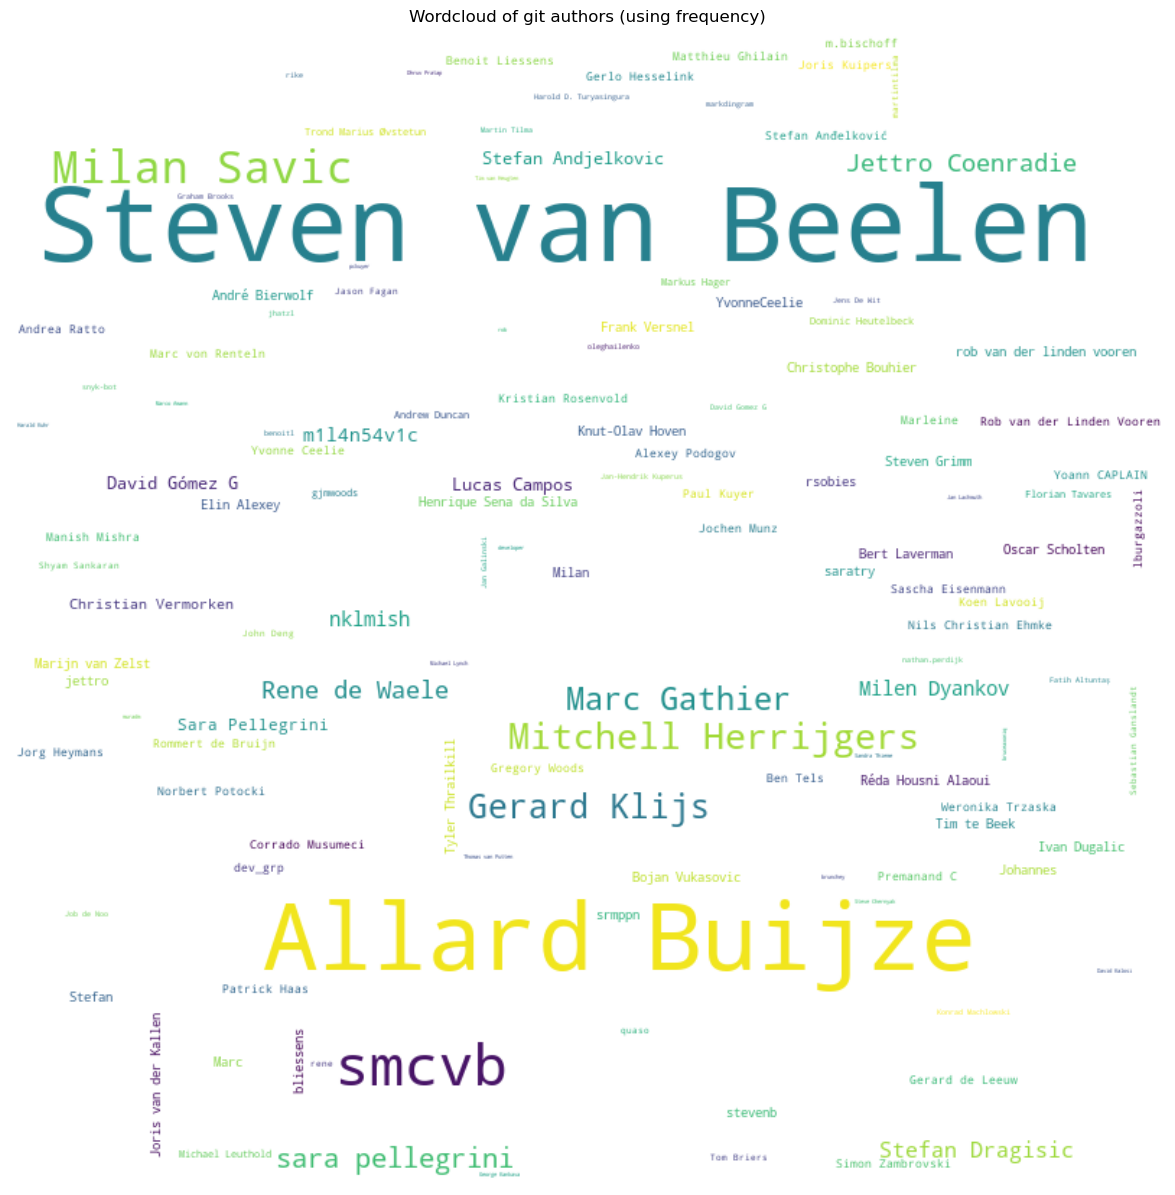 Wordcloud of git authors (using frequency)
m.bischoff
Benoit Liessens
Matthieu Ghilain
Joris Kuipers
rike
Gerlo Hesselink
martintilma
Harold D. Turyasingura
markdingram
Trond Marius Øvstetun
Martin Tilma
Stefan Anđelković
Milan Savic
Stefan Andjelkovic
Jettro Coenradie
Graham Brooks
Steven van Beelen
Markus Hager
André Bierwolf
Jason Fagan
YvonneCeelie
Jens De Wit
jhatzl
Andrea Ratto
Frank Versnel
Dominic Heutelbeck
oleghailenko
Marc von Renteln
rob van der linden vooren
Christophe Bouhier
snyk-bot
Kristian Rosenvold
David Gomez G
Andrew Duncan
Marleine
Rob van der Linden Vooren
benoitl
m1l4n54v1c
Knut-Olav Hoven
Yvonne Ceelie
Alexey Podogov
Steven Grimm
Yoann CAPLAIN
Jan-Hendrik Kuperus
David Gómez G
Lucas Campos
rsobies
Elin Alexey
gjmwoods
Henrique Sena da Silva
Paul Kuyer
Florian Tavares
lburgazzoli
Jochen Munz
Manish Mishra
Bert Laverman
Oscar Scholten
developer
Jan Galinski
Shyam Sankaran
Milan
saratry
Sascha Eisenmann
Christian Vermorken
Koen Lavooij
nklmish
Nils Christian Ehmke
John Deng
Marijn van Zelst
Michael Lynch
nathan.perdijk
jettro
Rene de Waele
Marc Gathier
Milen Dyankov
Fatih Altuntaş
Sebastian Ganslandt
Sara Pellegrini
Mitchell Herrijgers
Rommert de Bruijn
Jorg Heymans
Gregory Woods
Ben Tels
Réda Housni Alaoui
Norbert Potocki
Tyler Thrailkill
Gerard Klijs
Weronika Trzaska
Tim te Beek
Corrado Musumeci
Ivan Dugalic
Thomas van Putten
dev_grp
Bojan Vukasovic
Premanand C
Johannes
Job de Noo
srmppn
Allard Buijze
Patrick Haas
Stefan
Joris van der Kallen
quaso
bliessens
Marc
rene
smcvb
Gerard de Leeuw
stevenb
Michael Leuthold
sara pellegrini
Tom Briers
Stefan Dragisic
Simon Zambrovski